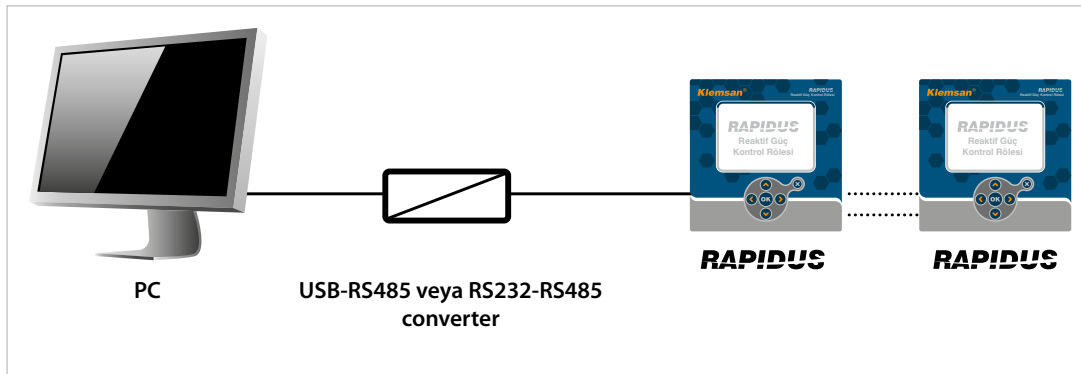 Klemsan®
RAPIDUS
Reaktif Güç Kontrol Rölesi
RAPIDUS
Reaktif Güç
Kontrol Rölesi
OK
RAPIDUS
Klemsan®
RAPIDUS
Reaktif Güç Kontrol Rölesi
RAPIDUS
Reaktif Güç
Kontrol Rölesi
OK
RAPIDUS
PC
USB-RS485 veya RS232-RS485
converter